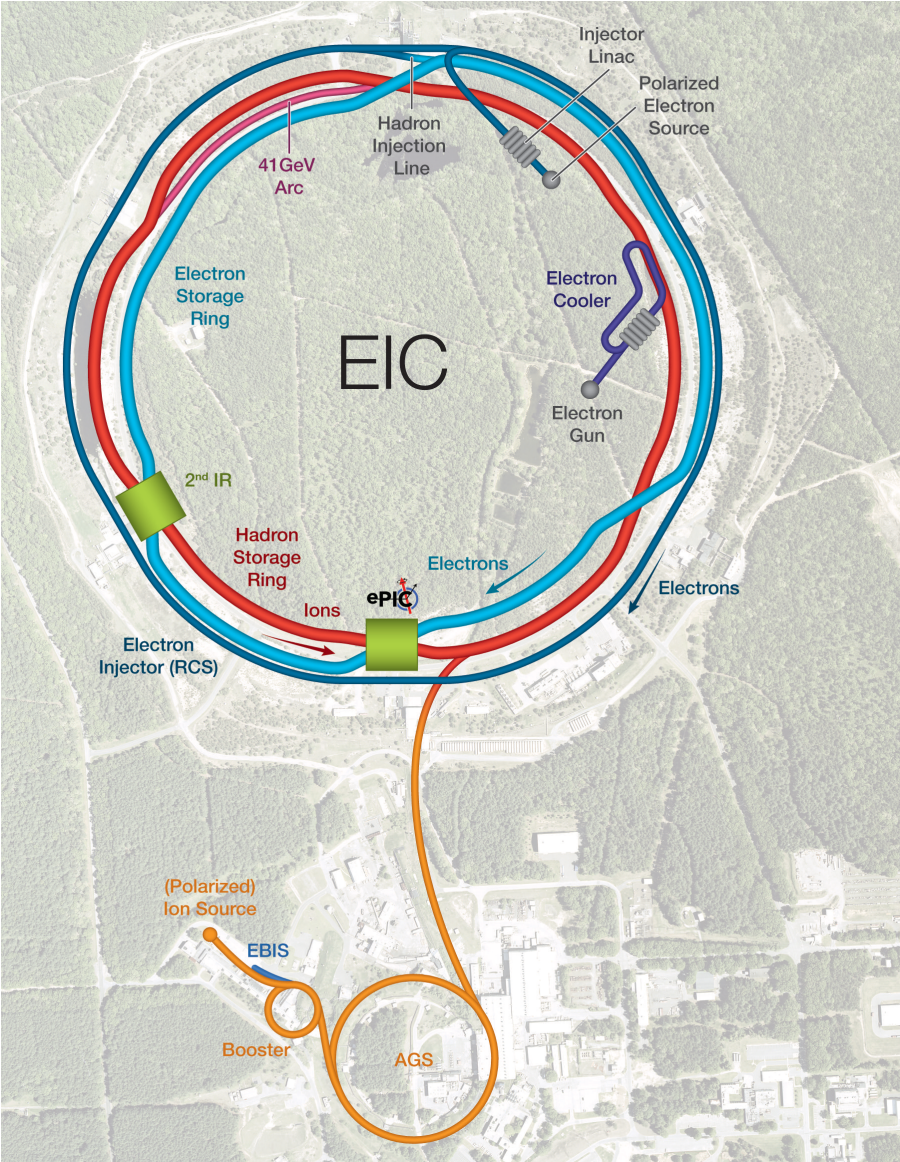 Injector
Linac
Polarized
Electron
Source
Hadron
Injection
Line
41GeV
Arc
Electron
Storage
Ring
Electron
Cooler
EIC
Electron
Gun
2nd IR
Hadron
Storage
Ring
Electrons
Electrons
ePIC
Ions
Electron
Injector (RCS)
(Polarized)
Ion Source
EBIS
Booster
AGS